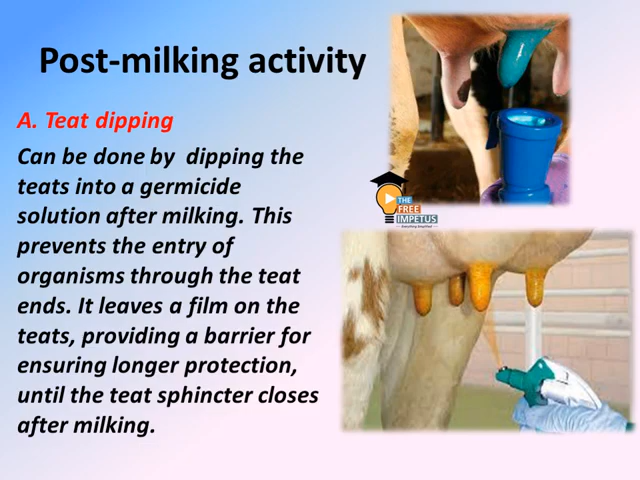 Post-milking activity
A. Teat dipping
Can be done by dipping the
teats into a germicide
solution after milking. This
prevents the entry of
organisms through the teat
ends. It leaves a film on the
teats, providing a barrier for
ensuring longer protection,
until the teat sphincter closes
after milking.
THE
FREE
IMPETUS
Everything Simplified